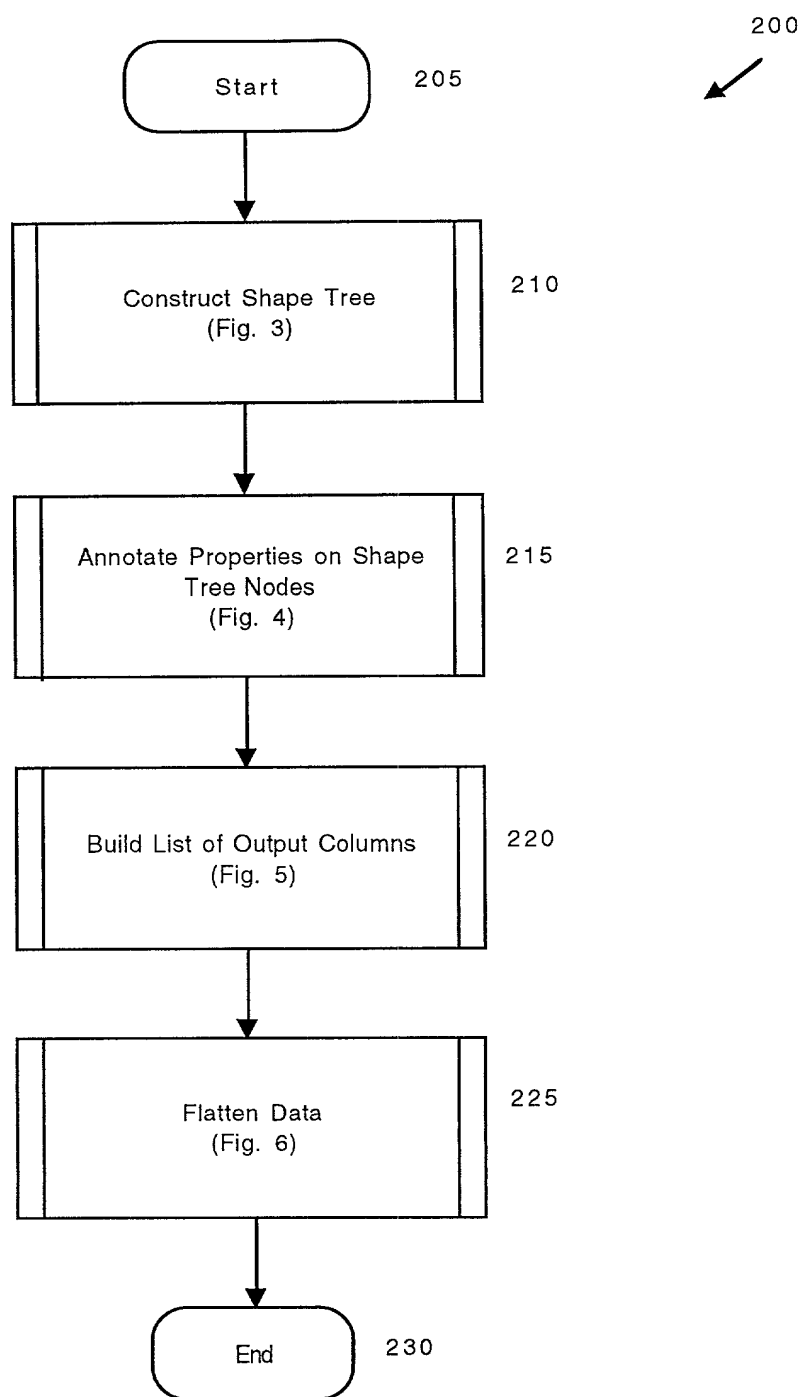 200
Start
205
Construct Shape Tree
(Fig. 3)
210
Annotate Properties on Shape
Tree Nodes
(Fig. 4)
215
Build List of Output Columns
(Fig. 5)
220
Flatten Data
(Fig. 6)
225
End
230